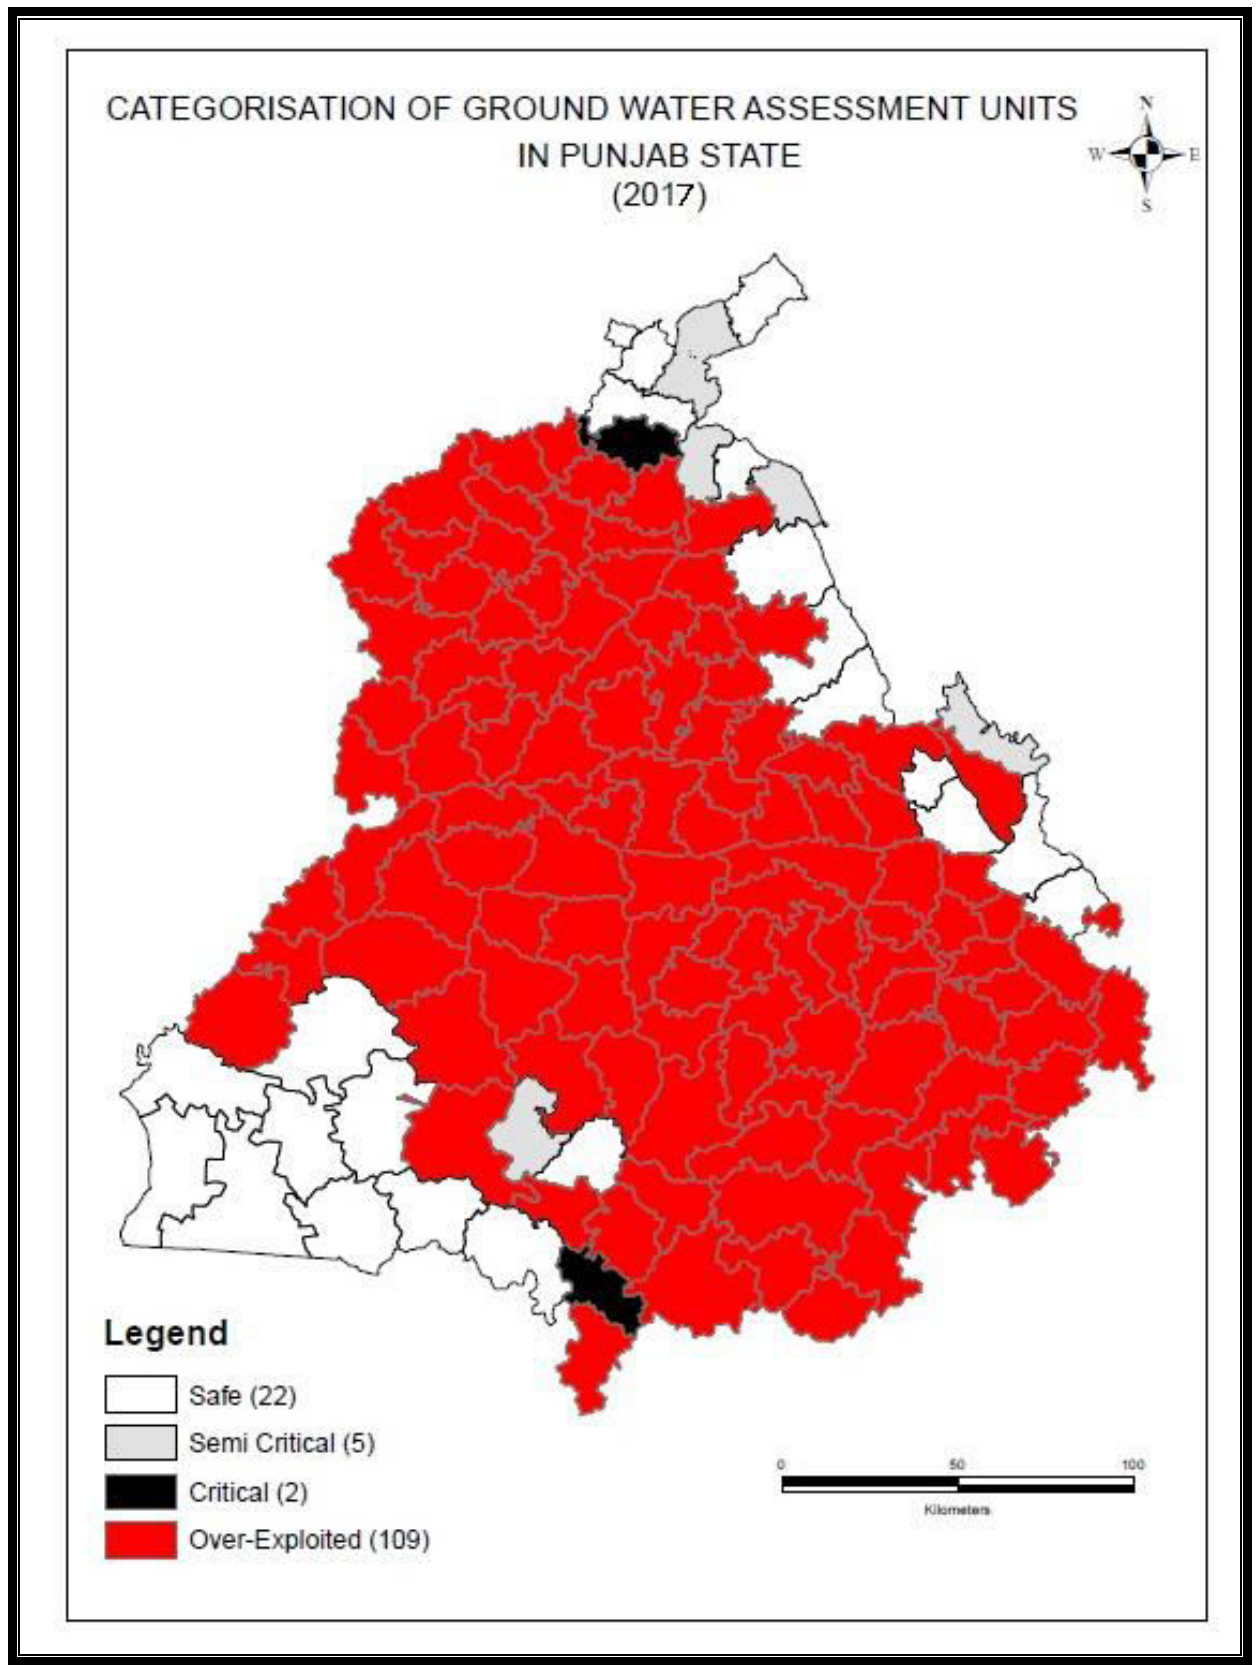 CATEGORISATION OF GROUND WATER ASSESSMENT UNITS
IN PUNJAB STATE
(2017)
N
W E
S
Legend
Safe (22)
Semi Critical (5)
Critical (2)
Over-Exploited (109)
0 50 100
Kilometers